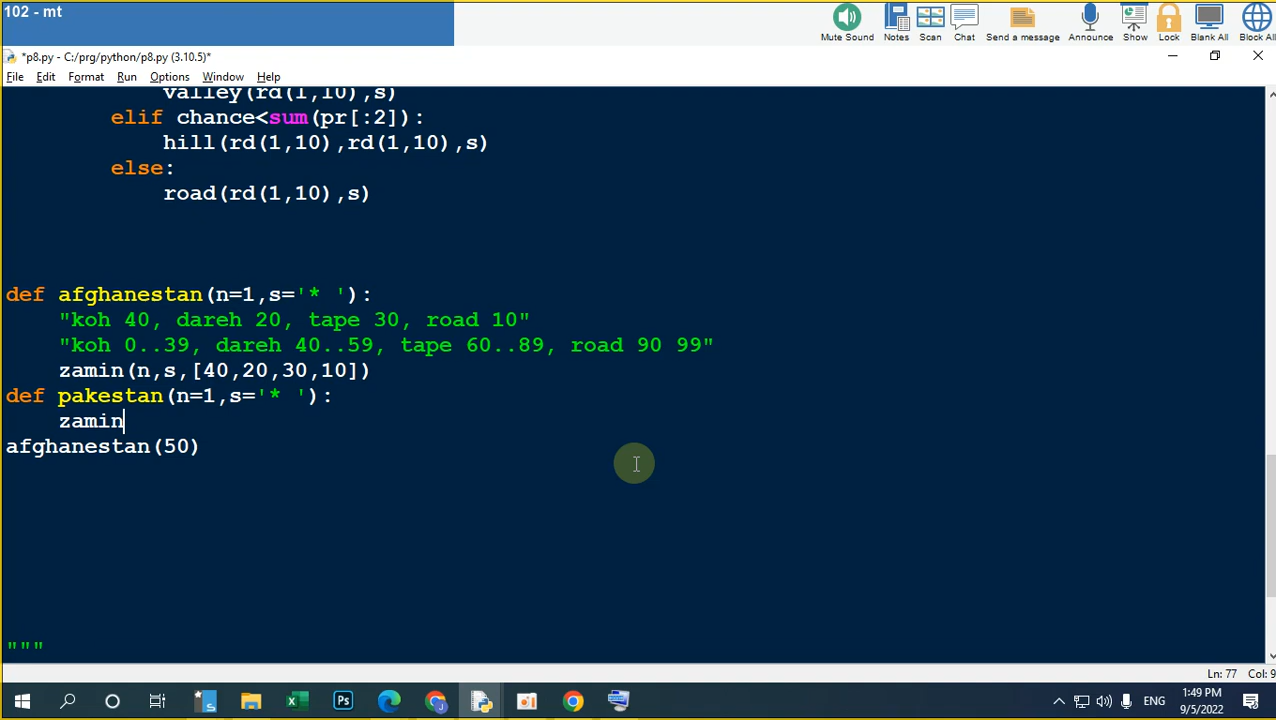 102 - mt
Mute Sound Notes Scan Chat Send a message Announce Show Lock Blank All Block All
*p8.py - C:/prg/python/p8.py (3.10.5)*
File Edit Format Run Options Window Help
valley(rd(1,10),s)
elif chance<sum(pr[:2]):
hill(rd(1,10),rd(1,10),s)
else:
road(rd(1,10),s)
def afghanestan(n=1,s='* '):
"koh 40, dareh 20, tape 30, road 10"
"koh 0..39, dareh 40..59, tape 60..89, road 90 99"
zamin(n,s,[40,20,30,10])
def pakestan(n=1,s='* '):
zamin
afghanestan(50)
"""
Ln: 77 Col: 9
ENG
1:49 PM
9/5/2022